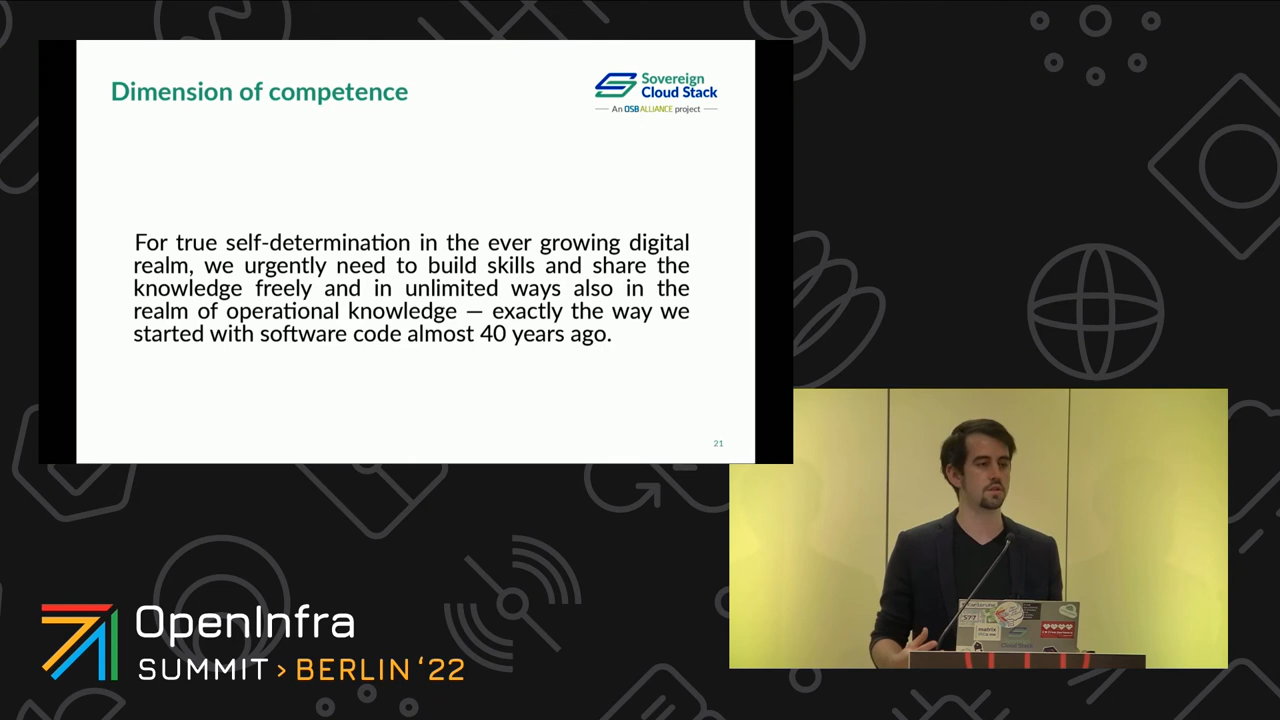 Dimension of competence
Sovereign
Cloud Stack
An OSB ALLIANCE project
For true self-determination in the ever growing digital
realm, we urgently need to build skills and share the
knowledge freely and in unlimited ways also in the
realm of operational knowledge — exactly the way we
started with software code almost 40 years ago.
21
OpenInfra
SUMMIT > BERLIN ‘22